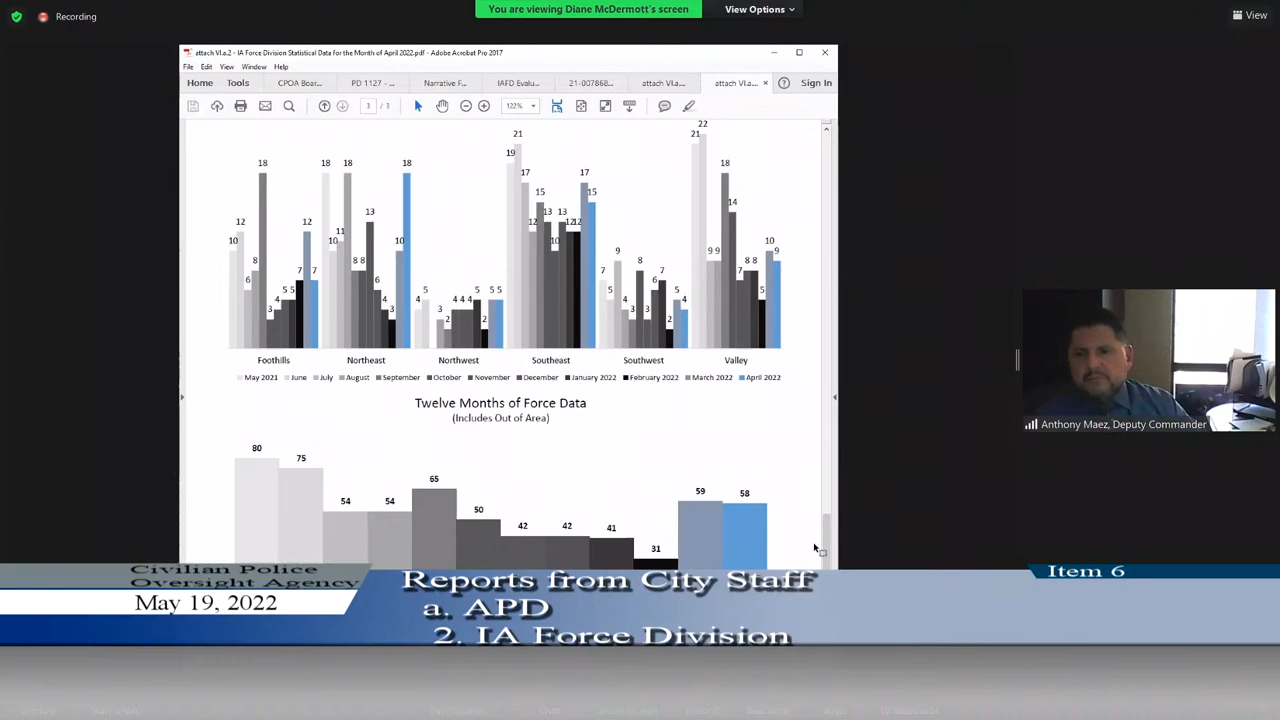 Recording
You are viewing Diane McDermott's screen
View Options
View
attach VI.a.2 - IA Force Division Statistical Data for the Month of April 2022.pdf - Adobe Acrobat Pro 2017
File Edit View Window Help
Home Tools CPOA Boar... PD 1127 - ... Narrative F... IAFD Evalu... 21-007868... attach VI.a.... attach VI.a... × Sign In
3 / 3 122%
10 12 6 8 18 3 4 5 5 7 12 7
18 10 11 18 8 8 13 6 4 3 10 18
4 5 3 2 4 4 4 5 2 5 5
19 21 17 12 15 13 10 13 12 12 17 15
7 5 9 4 3 8 3 6 7 2 5 4
21 22 9 9 18 14 7 8 8 5 10 9
Foothills Northeast Northwest Southeast Southwest Valley
May 2021 June July August September October November December January 2022 February 2022 March 2022 April 2022
Twelve Months of Force Data
(Includes Out of Area)
80 75 54 54 65 50 42 42 41 31 59 58
Anthony Maez, Deputy Commander
Civilian Police
Oversight Agency
May 19, 2022
Reports from City Staff
a. APD
2. IA Force Division
Item 6